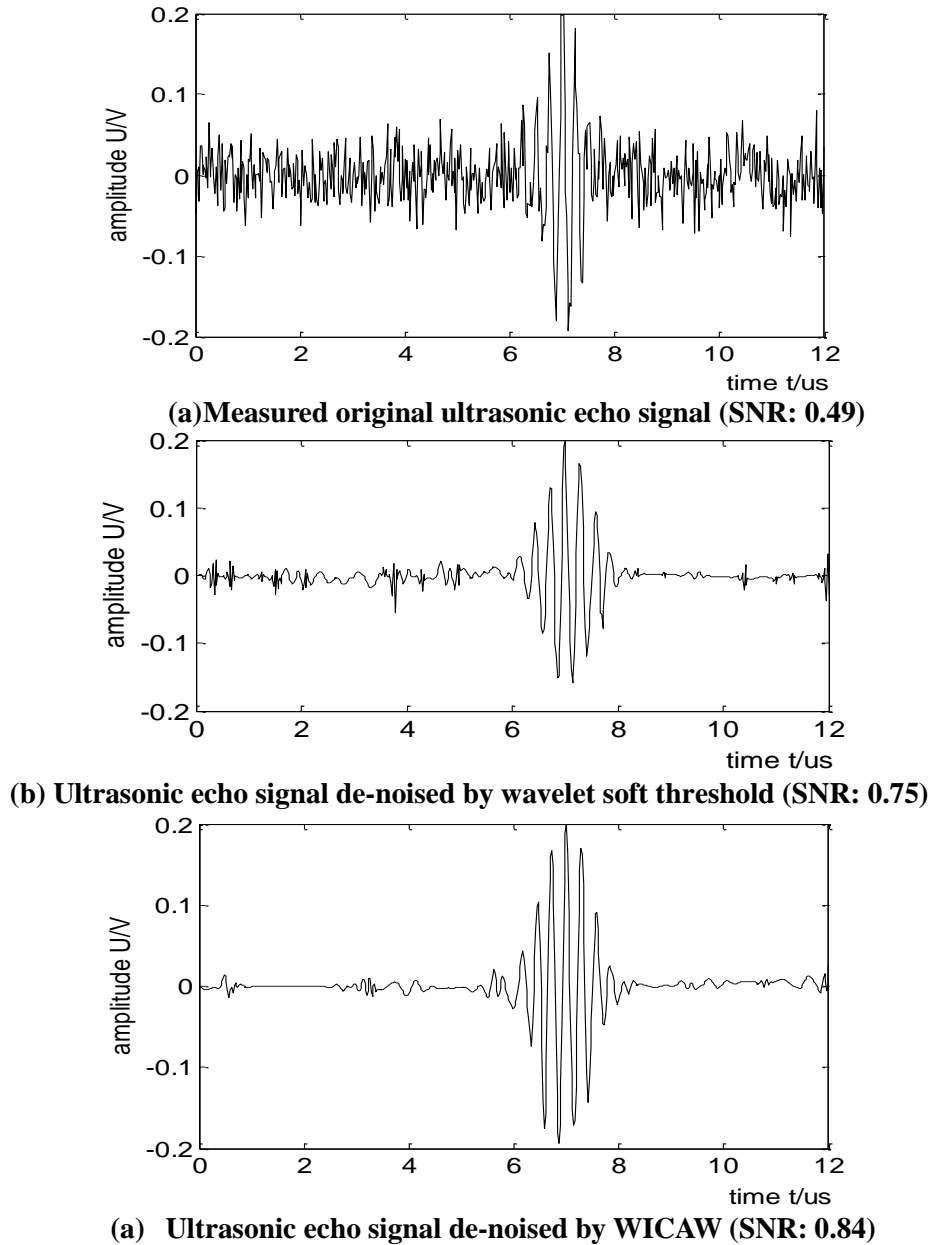 0.2
0.1
0
-0.1
-0.2
amplitude U/V
0 2 4 6 8 10 12
time t/us
(a)Measured original ultrasonic echo signal (SNR: 0.49)
0.2
0.1
0
-0.1
-0.2
amplitude U/V
0 2 4 6 8 10 12
time t/us
(b) Ultrasonic echo signal de-noised by wavelet soft threshold (SNR: 0.75)
0.2
0.1
0
-0.1
-0.2
amplitude U/V
0 2 4 6 8 10 12
time t/us
(a) Ultrasonic echo signal de-noised by WICAW (SNR: 0.84)